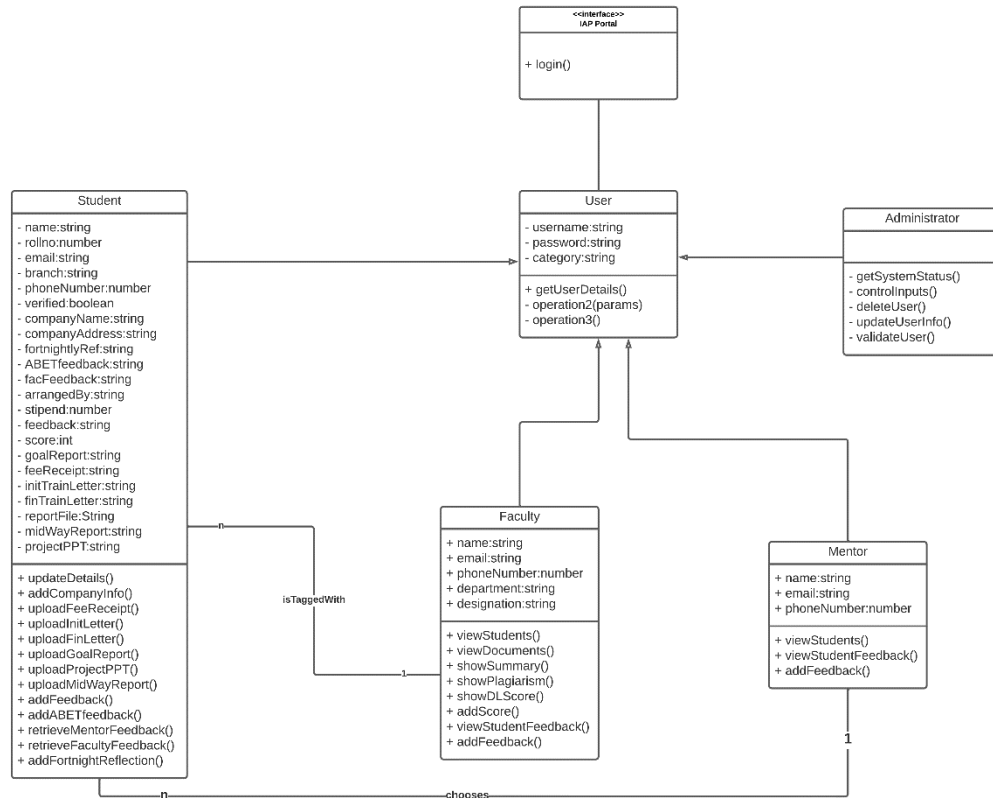 <<interface>>
IAP Portal
+ login()
Student
- name:string
- rollno:number
- email:string
- branch:string
- phoneNumber:number
- verified:boolean
- companyName:string
- companyAddress:string
- fortnightlyRef:string
- ABETfeedback:string
- facFeedback:string
- arrangedBy:string
- stipend:number
- feedback:string
- score:int
- goalReport:string
- feeReceipt:string
- initTrainLetter:string
- finTrainLetter:string
- reportFile:String
- midWayReport:string
- projectPPT:string
+ updateDetails()
+ addCompanyInfo()
+ uploadFeeReceipt()
+ uploadInitLetter()
+ uploadFinLetter()
+ uploadGoalReport()
+ uploadProjectPPT()
+ uploadMidWayReport()
+ addFeedback()
+ addABETfeedback()
+ retrieveMentorFeedback()
+ retrieveFacultyFeedback()
+ addFortnightReflection()
User
- username:string
- password:string
- category:string
+ getUserDetails()
- operation2(params)
- operation3()
Administrator
- getSystemStatus()
- controlInputs()
- deleteUser()
- updateUserInfo()
- validateUser()
n
isTaggedWith
1
Faculty
+ name:string
+ email:string
+ phoneNumber:number
+ department:string
+ designation:string
+ viewStudents()
+ viewDocuments()
+ showSummary()
+ showPlagiarism()
+ showDLScore()
+ addScore()
+ viewStudentFeedback()
+ addFeedback()
Mentor
+ name:string
+ email:string
+ phoneNumber:number
+ viewStudents()
+ viewStudentFeedback()
+ addFeedback()
1
n
chooses